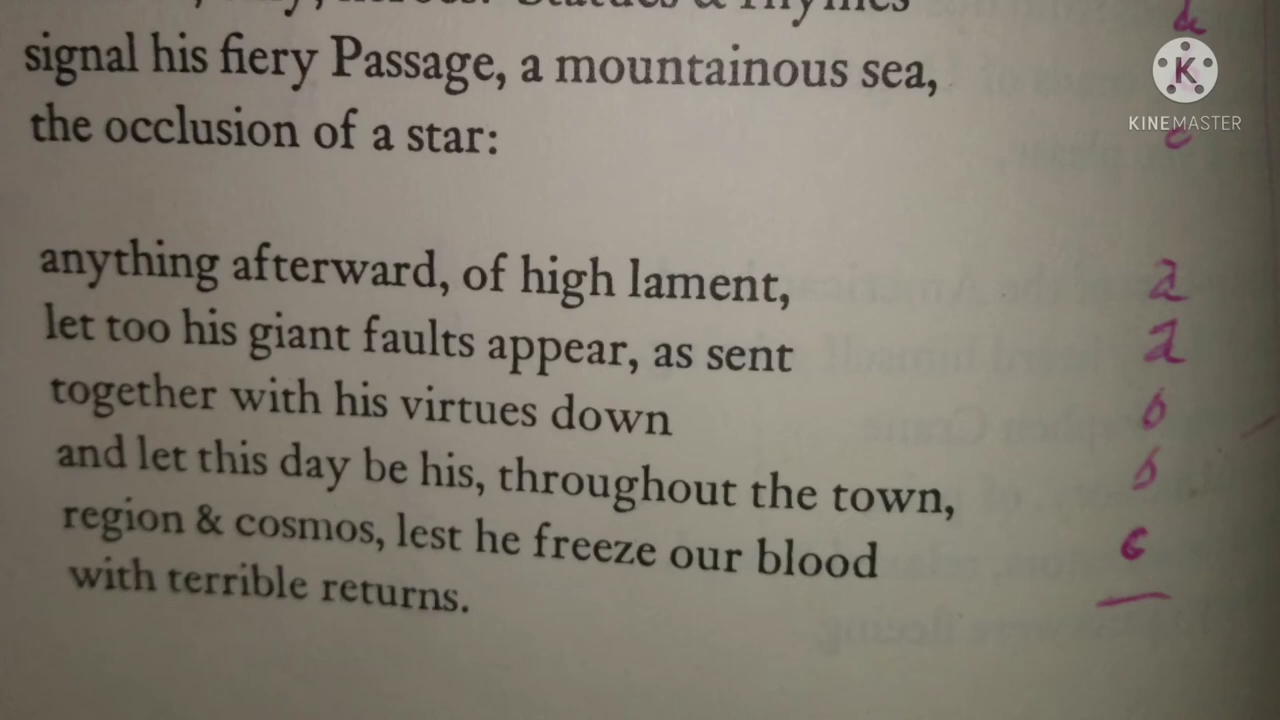 Statues & Rhymes
signal his fiery Passage, a mountainous sea,
the occlusion of a star:
anything afterward, of high lament,
let too his giant faults appear, as sent
together with his virtues down
and let this day be his, throughout the town,
region & cosmos, lest he freeze our blood
with terrible returns.
K
KINEMASTER
c
a
a
b
b
c